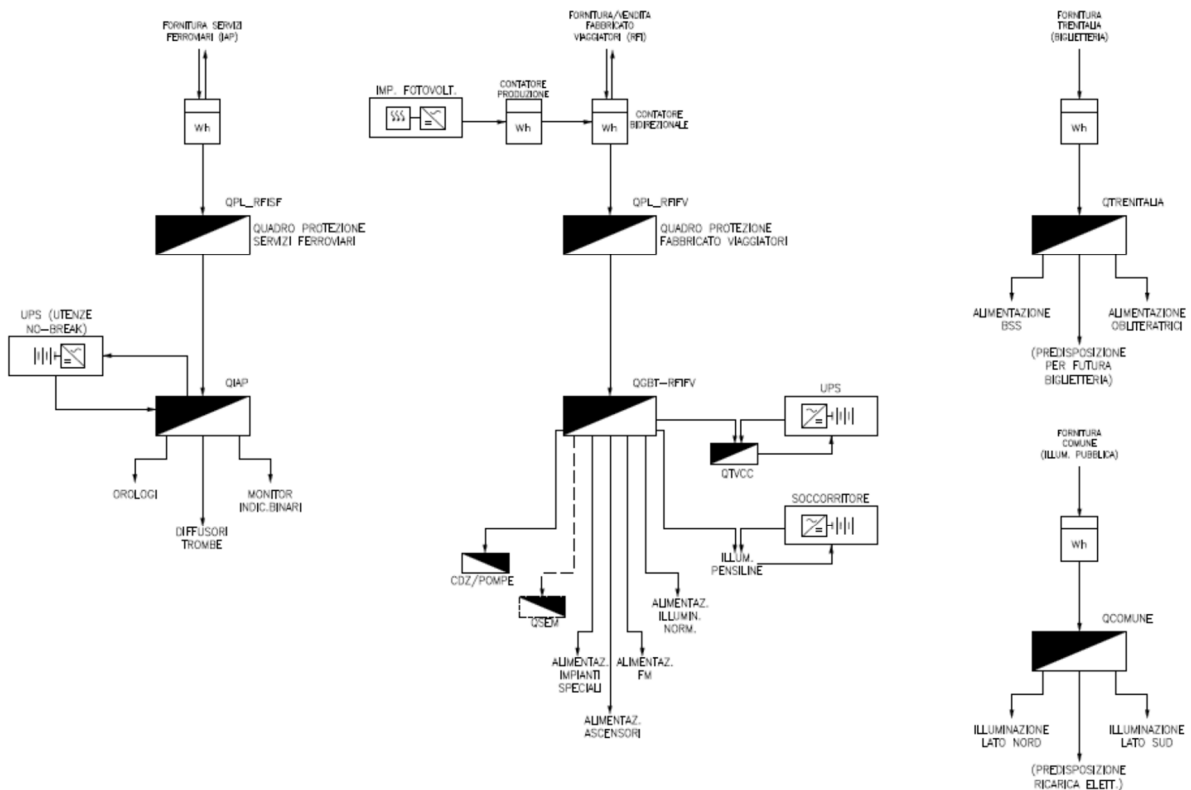 FORNITURA SERVIZI
FERROVIARI (IAP)
Wh
QPL_RFISF
QUADRO PROTEZIONE
SERVIZI FERROVIARI
UPS (UTENZE
NO-BREAK)
QIAP
OROLOGI
DIFFUSORI
TROMBE
MONITOR
INDIC.BINARI
FORNITURA/VENDITA
FABBRICATO
VIAGGIATORI (RFI)
IMP. FOTOVOLT.
CONTATORE
PRODUZIONE
Wh
Wh
CONTATORE
BIDIREZIONALE
QPL_RFIFV
QUADRO PROTEZIONE
FABBRICATO VIAGGIATORI
QGBT-RFIFV
UPS
QTVCC
SOCCORRITORE
ILLUM.
PENSILINE
CDZ/POMPE
QSEM
ALIMENTAZ.
ILLUMIN.
NORM.
ALIMENTAZ.
IMPIANTI
SPECIALI
ALIMENTAZ.
FM
ALIMENTAZ.
ASCENSORI
FORNITURA
TRENITALIA
(BIGLIETTERIA)
Wh
QTRENITALIA
ALIMENTAZIONE
BSS
ALIMENTAZIONE
OBLITERATRICI
(PREDISPOSIZIONE
PER FUTURA
BIGLIETTERIA)
FORNITURA
COMUNE
(ILLUM. PUBBLICA)
Wh
QCOMUNE
ILLUMINAZIONE
LATO NORD
ILLUMINAZIONE
LATO SUD
(PREDISPOSIZIONE
RICARICA ELETT.)